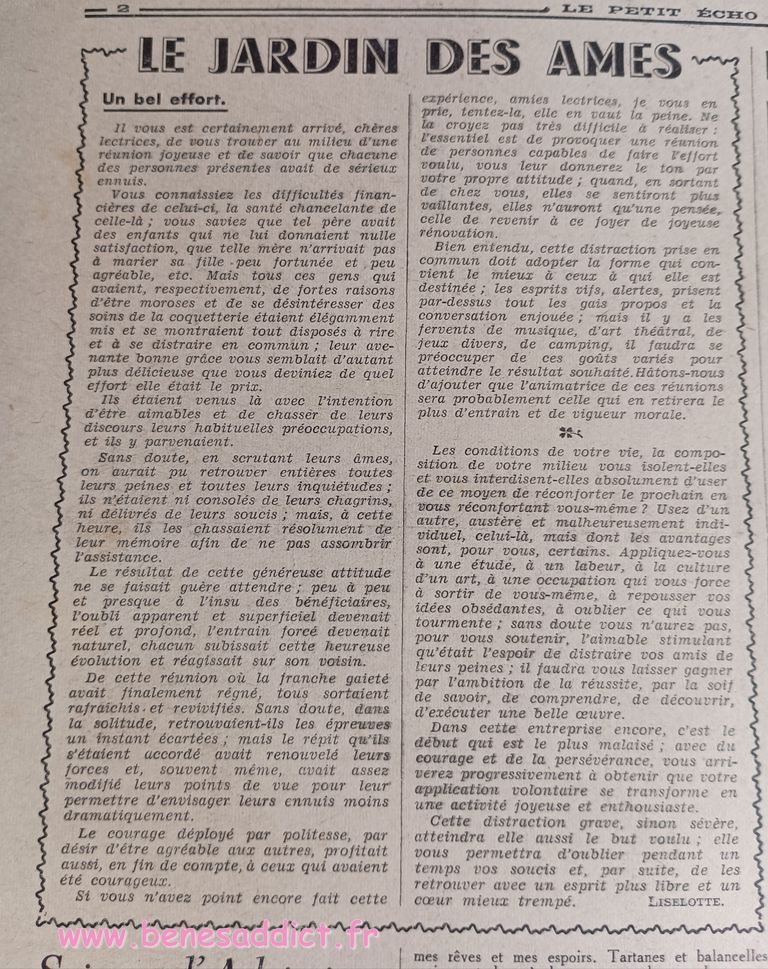 2
LE PETIT ÉCHO
LE JARDIN DES AMES
Un bel effort.
Il vous est certainement arrivé, chères
lectrices, de vous trouver au milieu d'une
réunion joyeuse et de savoir que chacune
des personnes présentes avait de sérieux
ennuis.
Vous connaissiez les difficultés finan-
cières de celui-ci, la santé chancelante de
celle-là ; vous saviez que tel père avait
des enfants qui ne lui donnaient nulle
satisfaction, que telle mère n'arrivait pas
à marier sa fille peu fortunée et peu
agréable, etc. Mais tous ces gens qui
avaient, respectivement, de fortes raisons
d'être moroses et de se désintéresser des
soins de la coquetterie étaient élégamment
mis et se montraient tout disposés à rire
et à se distraire en commun ; leur ave-
nante bonne grâce vous semblait d'autant
plus délicieuse que vous deviniez de quel
effort elle était le prix.
Ils étaient venus là avec l'intention
d'être aimables et de chasser de leurs
discours leurs habituelles préoccupations,
et ils y parvenaient.
Sans doute, en scrutant leurs âmes,
on aurait pu retrouver entières toutes
leurs peines et toutes leurs inquiétudes ;
ils n'étaient ni consolés de leurs chagrins,
ni délivrés de leurs soucis ; mais, à cette
heure, ils les chassaient résolument de
leur mémoire afin de ne pas assombrir
l'assistance.
Le résultat de cette généreuse attitude
ne se faisait guère attendre ; peu à peu
et presque à l'insu des bénéficiaires,
l'oubli apparent et superficiel devenait
réel et profond, l'entrain forcé devenait
naturel, chacun subissait cette heureuse
évolution et réagissait sur son voisin.
De cette réunion où la franche gaieté
avait finalement régné, tous sortaient
rafraîchis et revivifiés. Sans doute, dans
la solitude, retrouvaient-ils les épreuves
un instant écartées ; mais le répit qu'ils
s'étaient accordé avait renouvelé leurs
forces et, souvent même, avait assez
modifié leurs points de vue pour leur
permettre d'envisager leurs ennuis moins
dramatiquement.
Le courage déployé par politesse, par
désir d'être agréable aux autres, profitait
aussi, en fin de compte, à ceux qui avaient
été courageux.
Si vous n'avez point encore fait cette
expérience, amies lectrices, je vous en
prie, tentez-la, elle en vaut la peine. Ne
la croyez pas très difficile à réaliser :
l'essentiel est de provoquer une réunion
de personnes capables de faire l'effort
voulu, vous leur donnerez le ton par
votre propre attitude ; quand, en sortant
de chez vous, elles se sentiront plus
vaillantes, elles n'auront qu'une pensée,
celle de revenir à ce foyer de joyeuse
rénovation.
Bien entendu, cette distraction prise en
commun doit adopter la forme qui con-
vient le mieux à ceux à qui elle est
destinée ; les esprits vifs, alertes, prisent
par-dessus tout les gais propos et la
conversation enjouée ; mais il y a les
fervents de musique, d'art théâtral, de
jeux divers, de camping, il faudra se
préoccuper de ces goûts variés pour
atteindre le résultat souhaité. Hâtons-nous
d'ajouter que l'animatrice de ces réunions
sera probablement celle qui en retirera le
plus d'entrain et de vigueur morale.
Les conditions de votre vie, la compo-
sition de votre milieu vous isolent-elles
et vous interdisent-elles absolument d'user
de ce moyen de réconforter le prochain en
vous réconfortant vous-même ? Usez d'un
autre, austère et malheureusement indi-
viduel, celui-là, mais dont les avantages
sont, pour vous, certains. Appliquez-vous
à une étude, à un labeur, à la culture
d'un art, à une occupation qui vous force
à sortir de vous-même, à repousser vos
idées obsédantes, à oublier ce qui vous
tourmente ; sans doute vous n'aurez pas,
pour vous soutenir, l'aimable stimulant
qu'était l'espoir de distraire vos amis de
leurs peines ; il faudra vous laisser gagner
par l'ambition de la réussite, par la soif
de savoir, de comprendre, de découvrir,
d'exécuter une belle œuvre.
Dans cette entreprise encore, c'est le
début qui est le plus malaisé ; avec du
courage et de la persévérance, vous arri-
verez progressivement à obtenir que votre
application volontaire se transforme en
une activité joyeuse et enthousiaste.
Cette distraction grave, sinon sévère,
atteindra elle aussi le but voulu ; elle
vous permettra d'oublier pendant un
temps vos soucis et, par suite, de les
retrouver avec un esprit plus libre et un
cœur mieux trempé. LISELOTTE.
www.benesaddict.fr
mes rêves et mes espoirs. Tartanes et balancelles